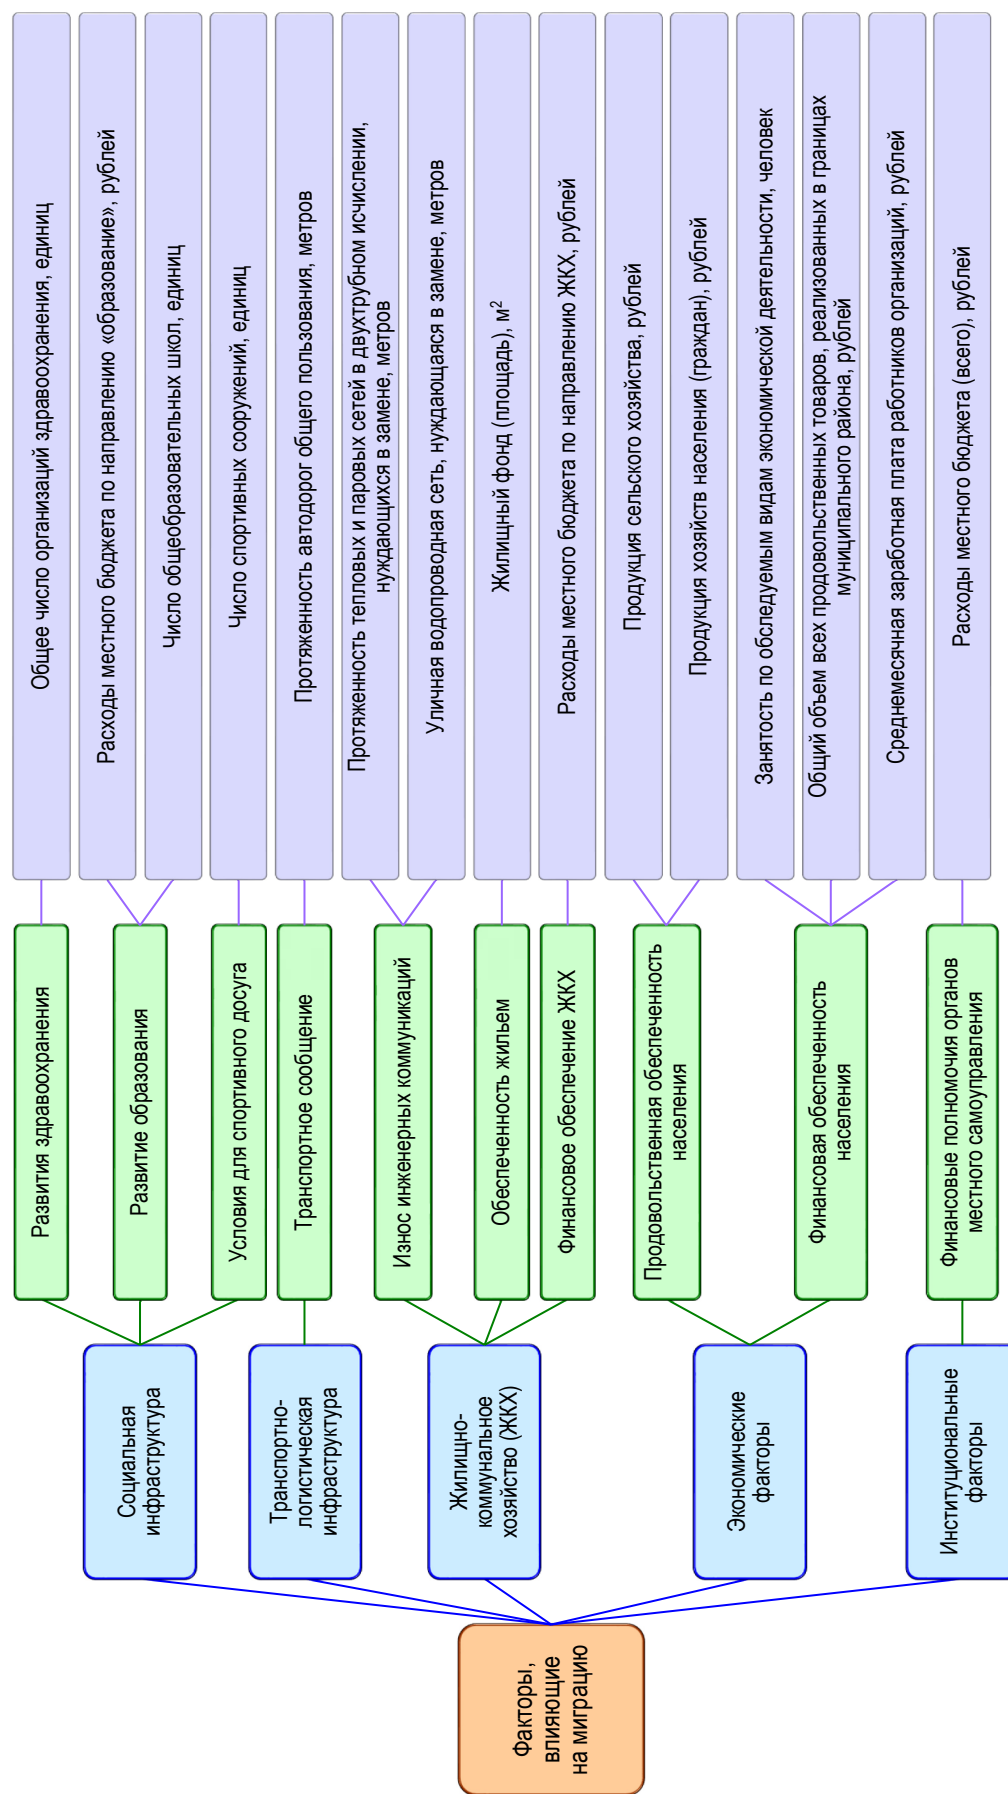 Факторы,
влияющие
на миграцию
Социальная
инфраструктура
Транспортно-
логистическая
инфраструктура
Жилищно-
коммунальное
хозяйство (ЖКХ)
Экономические
факторы
Институциональные
факторы
Развития здравоохранения
Развитие образования
Условия для спортивного досуга
Транспортное сообщение
Износ инженерных коммуникаций
Обеспеченность жильем
Финансовое обеспечение ЖКХ
Продовольственная обеспеченность
населения
Финансовая обеспеченность
населения
Финансовые полномочия органов
местного самоуправления
Общее число организаций здравоохранения, единиц
Расходы местного бюджета по направлению «образование», рублей
Число общеобразовательных школ, единиц
Число спортивных сооружений, единиц
Протяженность автодорог общего пользования, метров
Протяженность тепловых и паровых сетей в двухтрубном исчислении,
нуждающихся в замене, метров
Уличная водопроводная сеть, нуждающаяся в замене, метров
Жилищный фонд (площадь), м²
Расходы местного бюджета по направлению ЖКХ, рублей
Продукция сельского хозяйства, рублей
Продукция хозяйств населения (граждан), рублей
Занятость по обследуемым видам экономической деятельности, человек
Общий объем всех продовольственных товаров, реализованных в границах
муниципального района, рублей
Среднемесячная заработная плата работников организаций, рублей
Расходы местного бюджета (всего), рублей